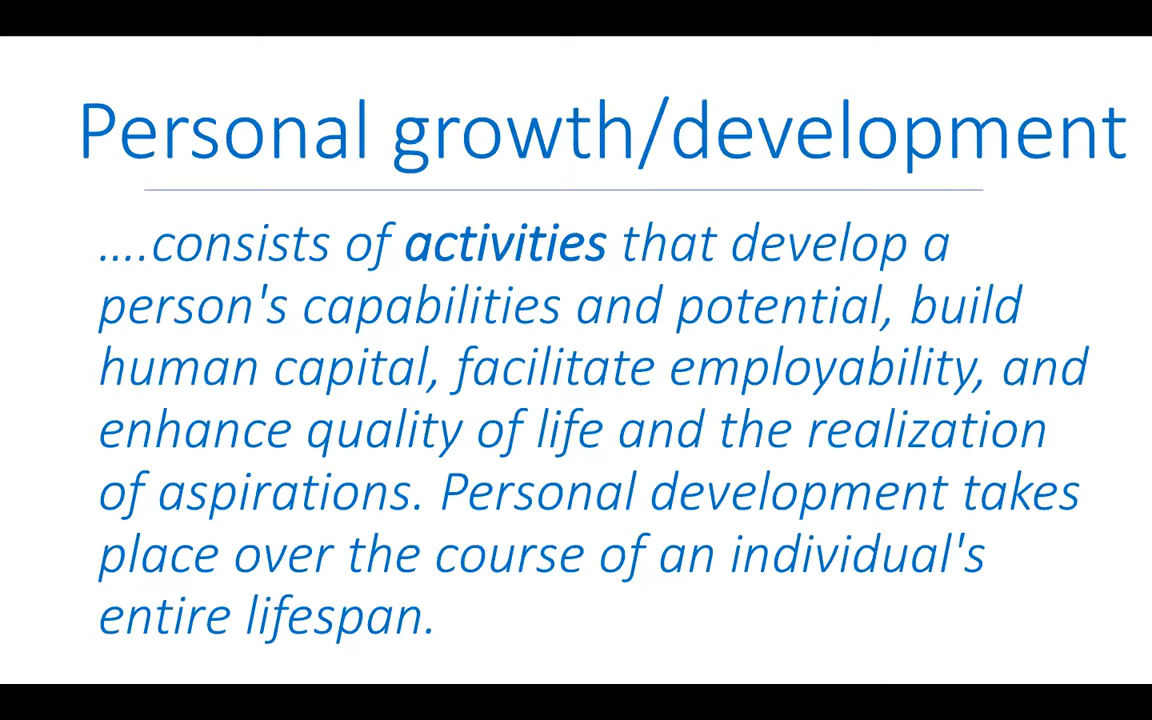 Personal growth/development
....consists of activities that develop a
person's capabilities and potential, build
human capital, facilitate employability, and
enhance quality of life and the realization
of aspirations. Personal development takes
place over the course of an individual's
entire lifespan.